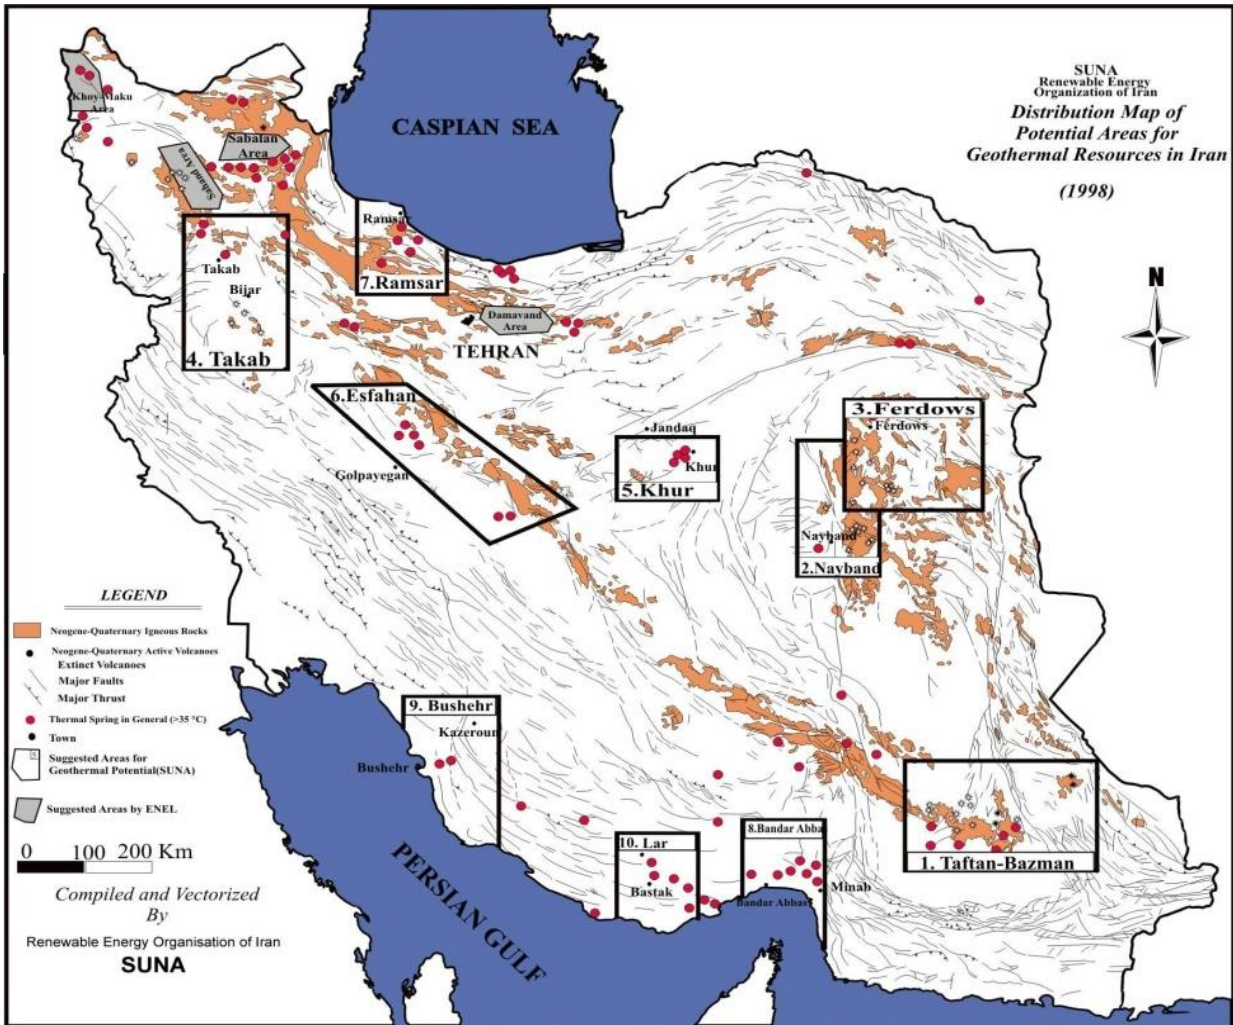 SUNA
Renewable Energy
Organization of Iran
Distribution Map of
Potential Areas for
Geothermal Resources in Iran
(1998)
CASPIAN SEA
N
Khoy-Maku
Area
Sabalan
Area
Sahand Area
Ramsar
7.Ramsar
Takab
Bijar
4. Takab
Damavand
Area
TEHRAN
6.Esfahan
Golpayegan
Jandaq
Khur
5.Khur
3.Ferdows
Ferdows
Nayband
2.Nayband
9. Bushehr
Kazeroun
Bushehr
10. Lar
Bastak
8.Bandar Abba
Bandar Abbas
Minab
1. Taftan-Bazman
PERSIAN GULF
LEGEND
Neogene-Quaternary Igneous Rocks
Neogene-Quaternary Active Volcanoes
Extinct Volcanoes
Major Faults
Major Thrust
Thermal Spring in General (>35 °C)
Town
Suggested Areas for
Geothermal Potential(SUNA)
Suggested Areas by ENEL
0 100 200 Km
Compiled and Vectorized
By
Renewable Energy Organisation of Iran
SUNA